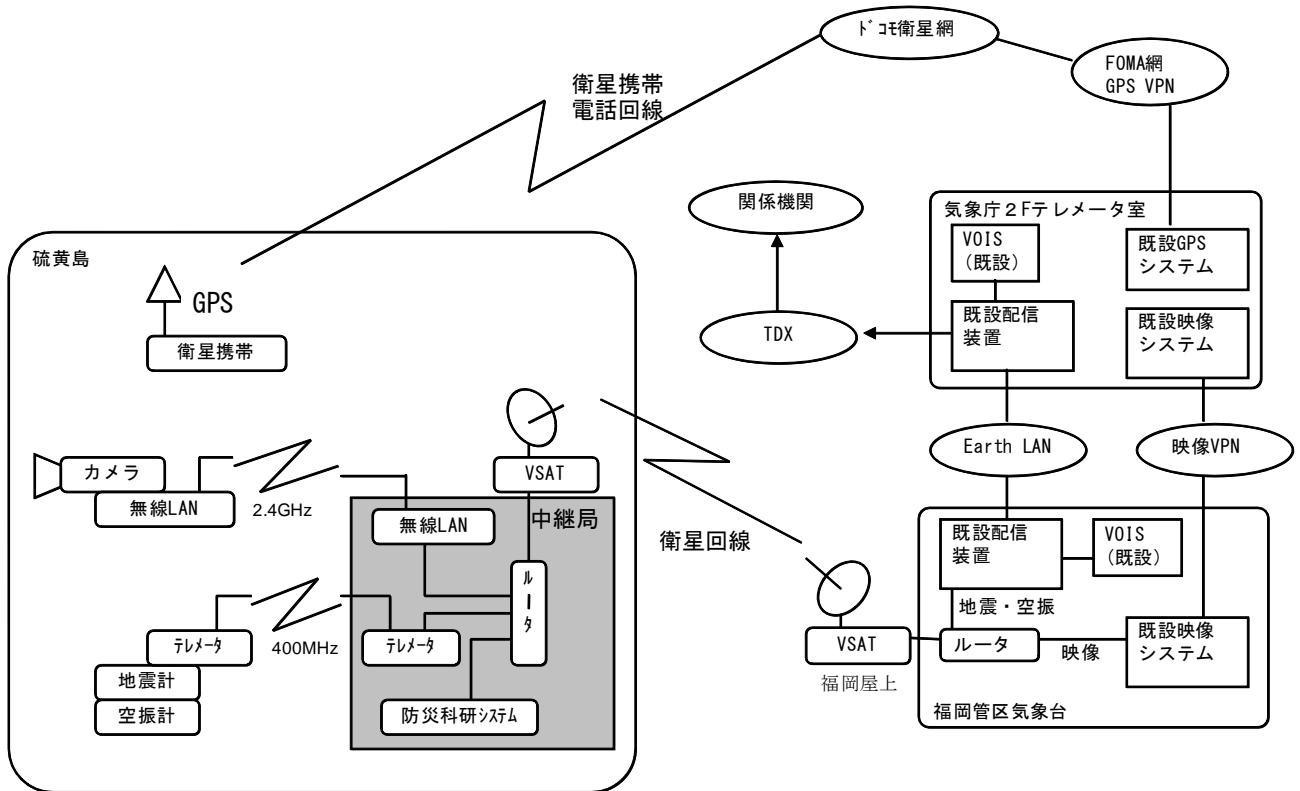 ﾄﾞｺﾓ衛星網
FOMA網
GPS VPN
衛星携帯
電話回線
関係機関
気象庁２Fテレメータ室
VOIS
(既設)
既設GPS
システム
既設配信
装置
既設映像
システム
TDX
硫黄島
GPS
衛星携帯
Earth LAN
映像VPN
カメラ
無線LAN
2.4GHz
VSAT
無線LAN
中継局
ルータ
衛星回線
既設配信
装置
VOIS
(既設)
地震・空振
ﾃﾚﾒｰﾀ
400MHz
ﾃﾚﾒｰﾀ
地震計
空振計
防災科研ｼｽﾃﾑ
VSAT
福岡屋上
ルータ
映像
既設映像
システム
福岡管区気象台